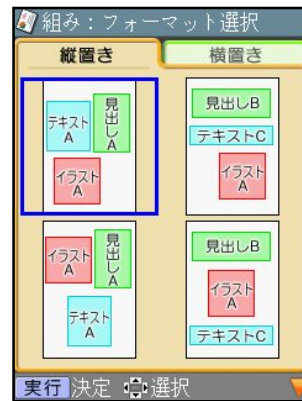 組み：フォーマット選択
縦置き
横置き
テキスト
A
見出しA
イラスト
A
見出しB
テキストC
イラスト
A
イラスト
A
見出しA
テキスト
A
見出しB
イラスト
A
テキストC
実行 決定 選択